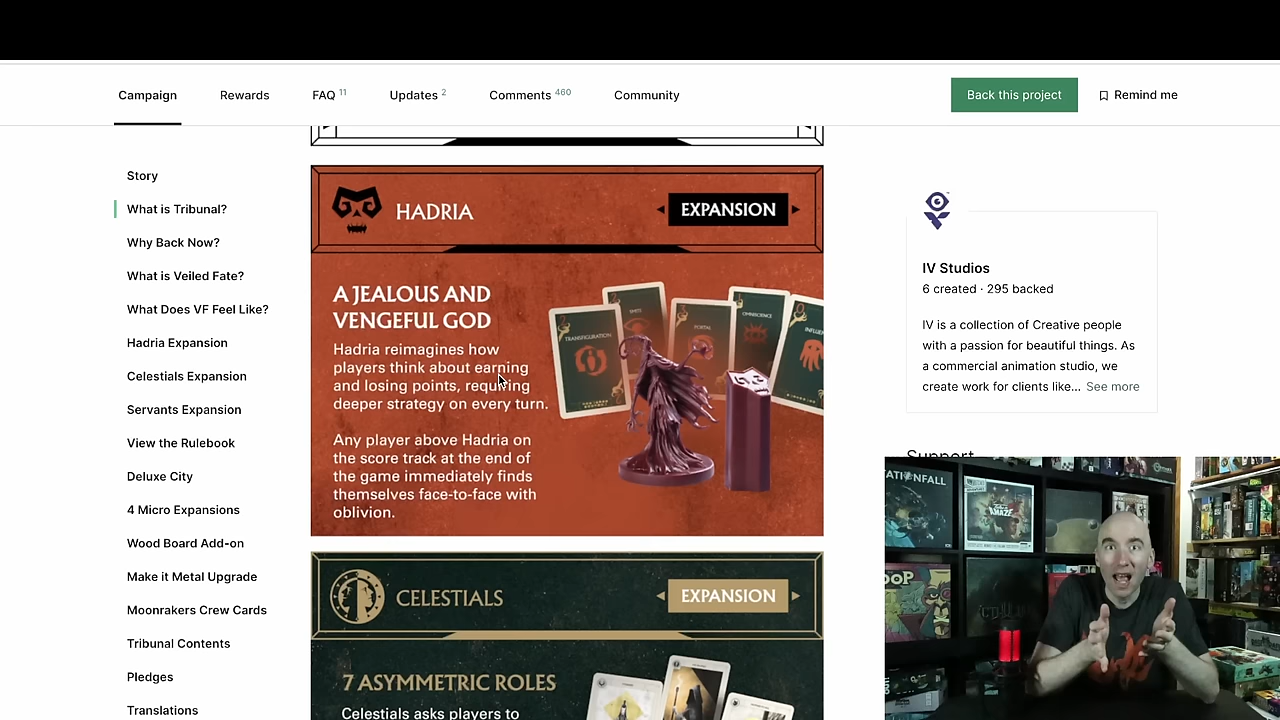 Campaign
Rewards
FAQ 11
Updates 2
Comments 460
Community
Back this project
Remind me
Story
What is Tribunal?
Why Back Now?
What is Veiled Fate?
What Does VF Feel Like?
Hadria Expansion
Celestials Expansion
Servants Expansion
View the Rulebook
Deluxe City
4 Micro Expansions
Wood Board Add-on
Make it Metal Upgrade
Moonrakers Crew Cards
Tribunal Contents
Pledges
Translations
HADRIA
EXPANSION
A JEALOUS AND
VENGEFUL GOD
Hadria reimagines how
players think about earning
and losing points, requiring
deeper strategy on every turn.
Any player above Hadria on
the score track at the end of
the game immediately finds
themselves face-to-face with
oblivion.
TRANSFIGURATION
PORTAL
OMNISCIENCE
CELESTIALS
EXPANSION
7 ASYMMETRIC ROLES
Celestials asks players to
IV Studios
6 created · 295 backed
IV is a collection of Creative people
with a passion for beautiful things. As
a commercial animation studio, we
create work for clients like... See more
Support